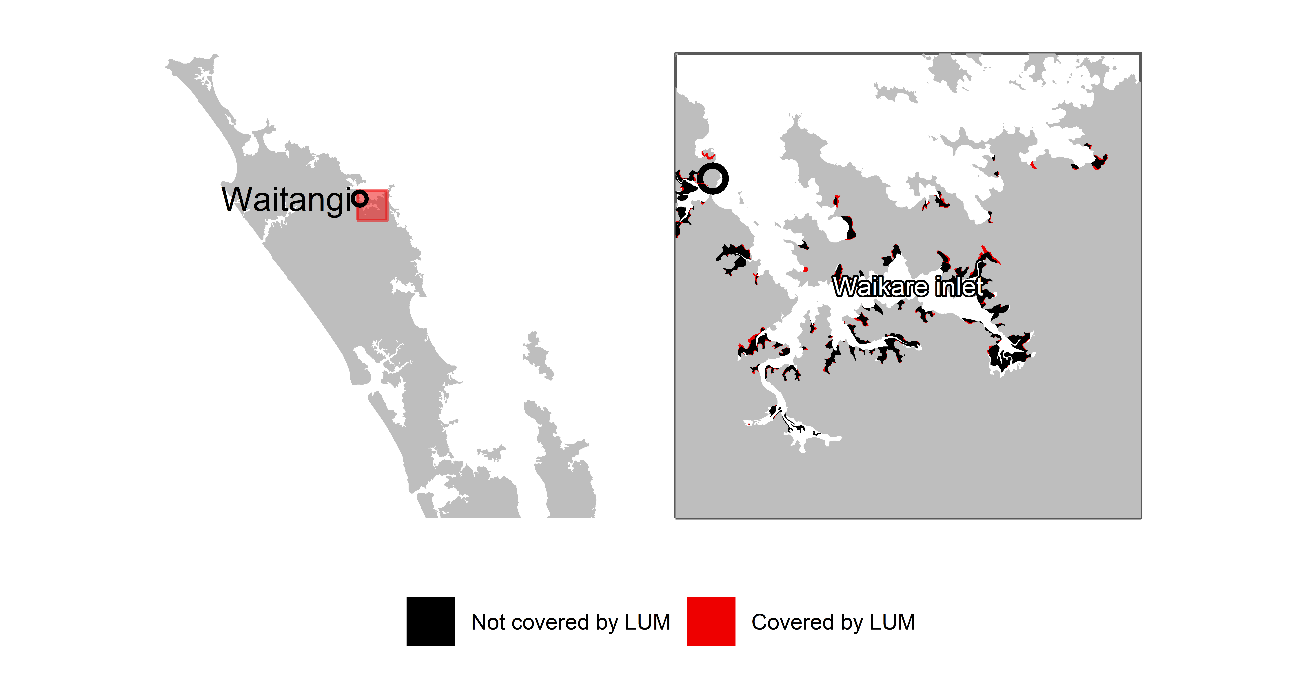 Waitangi
Waikare inlet
Not covered by LUM
Covered by LUM